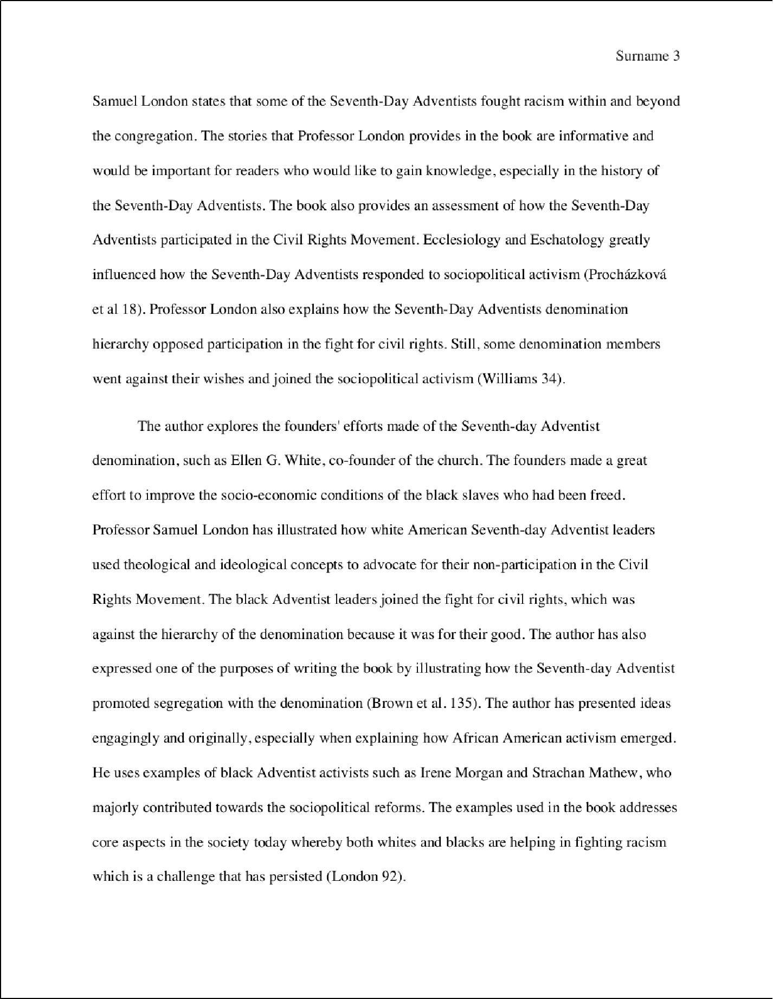 Surname 3
Samuel London states that some of the Seventh-Day Adventists fought racism within and beyond
the congregation. The stories that Professor London provides in the book are informative and
would be important for readers who would like to gain knowledge, especially in the history of
the Seventh-Day Adventists. The book also provides an assessment of how the Seventh-Day
Adventists participated in the Civil Rights Movement. Ecclesiology and Eschatology greatly
influenced how the Seventh-Day Adventists responded to sociopolitical activism (Procházková
et al 18). Professor London also explains how the Seventh-Day Adventists denomination
hierarchy opposed participation in the fight for civil rights. Still, some denomination members
went against their wishes and joined the sociopolitical activism (Williams 34).
The author explores the founders' efforts made of the Seventh-day Adventist
denomination, such as Ellen G. White, co-founder of the church. The founders made a great
effort to improve the socio-economic conditions of the black slaves who had been freed.
Professor Samuel London has illustrated how white American Seventh-day Adventist leaders
used theological and ideological concepts to advocate for their non-participation in the Civil
Rights Movement. The black Adventist leaders joined the fight for civil rights, which was
against the hierarchy of the denomination because it was for their good. The author has also
expressed one of the purposes of writing the book by illustrating how the Seventh-day Adventist
promoted segregation with the denomination (Brown et al. 135). The author has presented ideas
engagingly and originally, especially when explaining how African American activism emerged.
He uses examples of black Adventist activists such as Irene Morgan and Strachan Mathew, who
majorly contributed towards the sociopolitical reforms. The examples used in the book addresses
core aspects in the society today whereby both whites and blacks are helping in fighting racism
which is a challenge that has persisted (London 92).